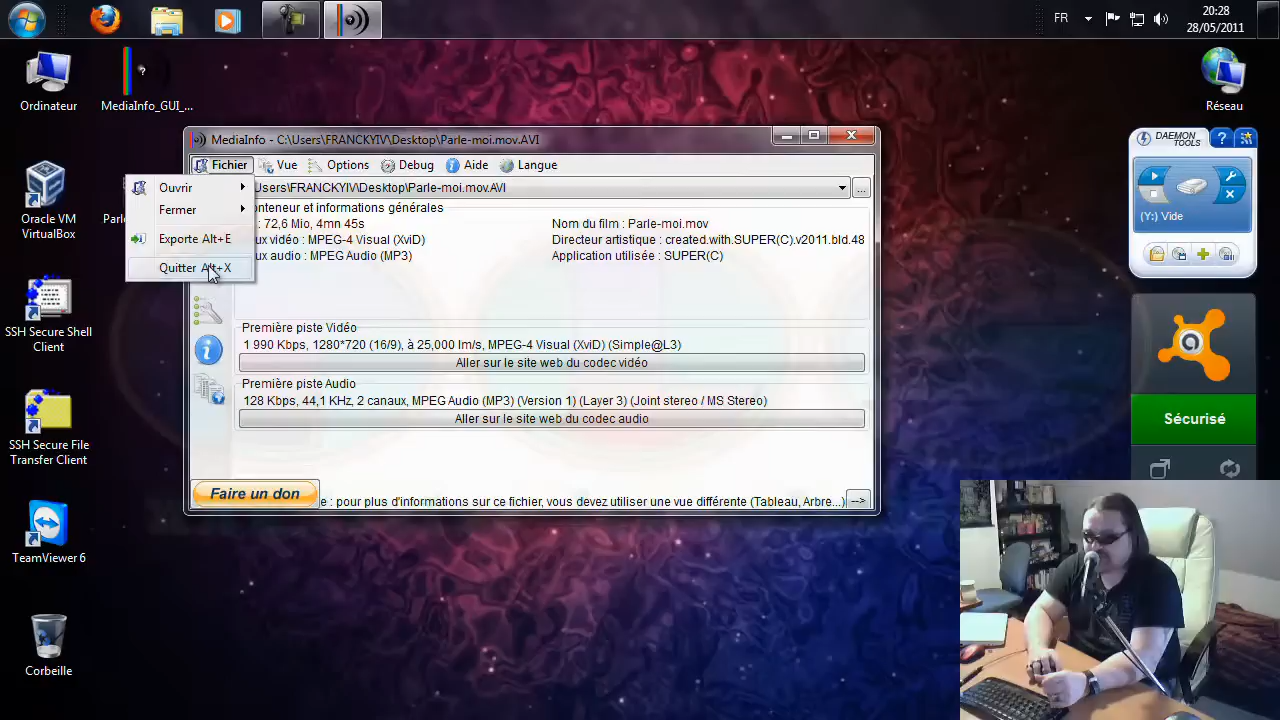 FR
20:28
28/05/2011
Ordinateur
MediaInfo_GUI_...
Réseau
Oracle VM
VirtualBox
SSH Secure Shell
Client
SSH Secure File
Transfer Client
TeamViewer 6
Corbeille
MediaInfo - C:\Users\FRANCKYIV\Desktop\Parle-moi.mov.AVI
Fichier Vue Options Debug Aide Langue
Users\FRANCKYIV\Desktop\Parle-moi.mov.AVI
...
Ouvrir
Fermer
Exporte Alt+E
Quitter Alt+X
onteneur et informations générales
: 72,6 Mio, 4mn 45s
Nom du film : Parle-moi.mov
ux vidéo : MPEG-4 Visual (XviD)
Directeur artistique : created.with.SUPER(C).v2011.bld.48
ux audio : MPEG Audio (MP3)
Application utilisée : SUPER(C)
Première piste Vidéo
1 990 Kbps, 1280*720 (16/9), à 25,000 Im/s, MPEG-4 Visual (XviD) (Simple@L3)
Aller sur le site web du codec vidéo
Première piste Audio
128 Kbps, 44,1 KHz, 2 canaux, MPEG Audio (MP3) (Version 1) (Layer 3) (Joint stereo / MS Stereo)
Aller sur le site web du codec audio
Faire un don
e : pour plus d'informations sur ce fichier, vous devez utiliser une vue différente (Tableau, Arbre...)
-->
DAEMON
TOOLS
?
(Y:) Vide
Sécurisé